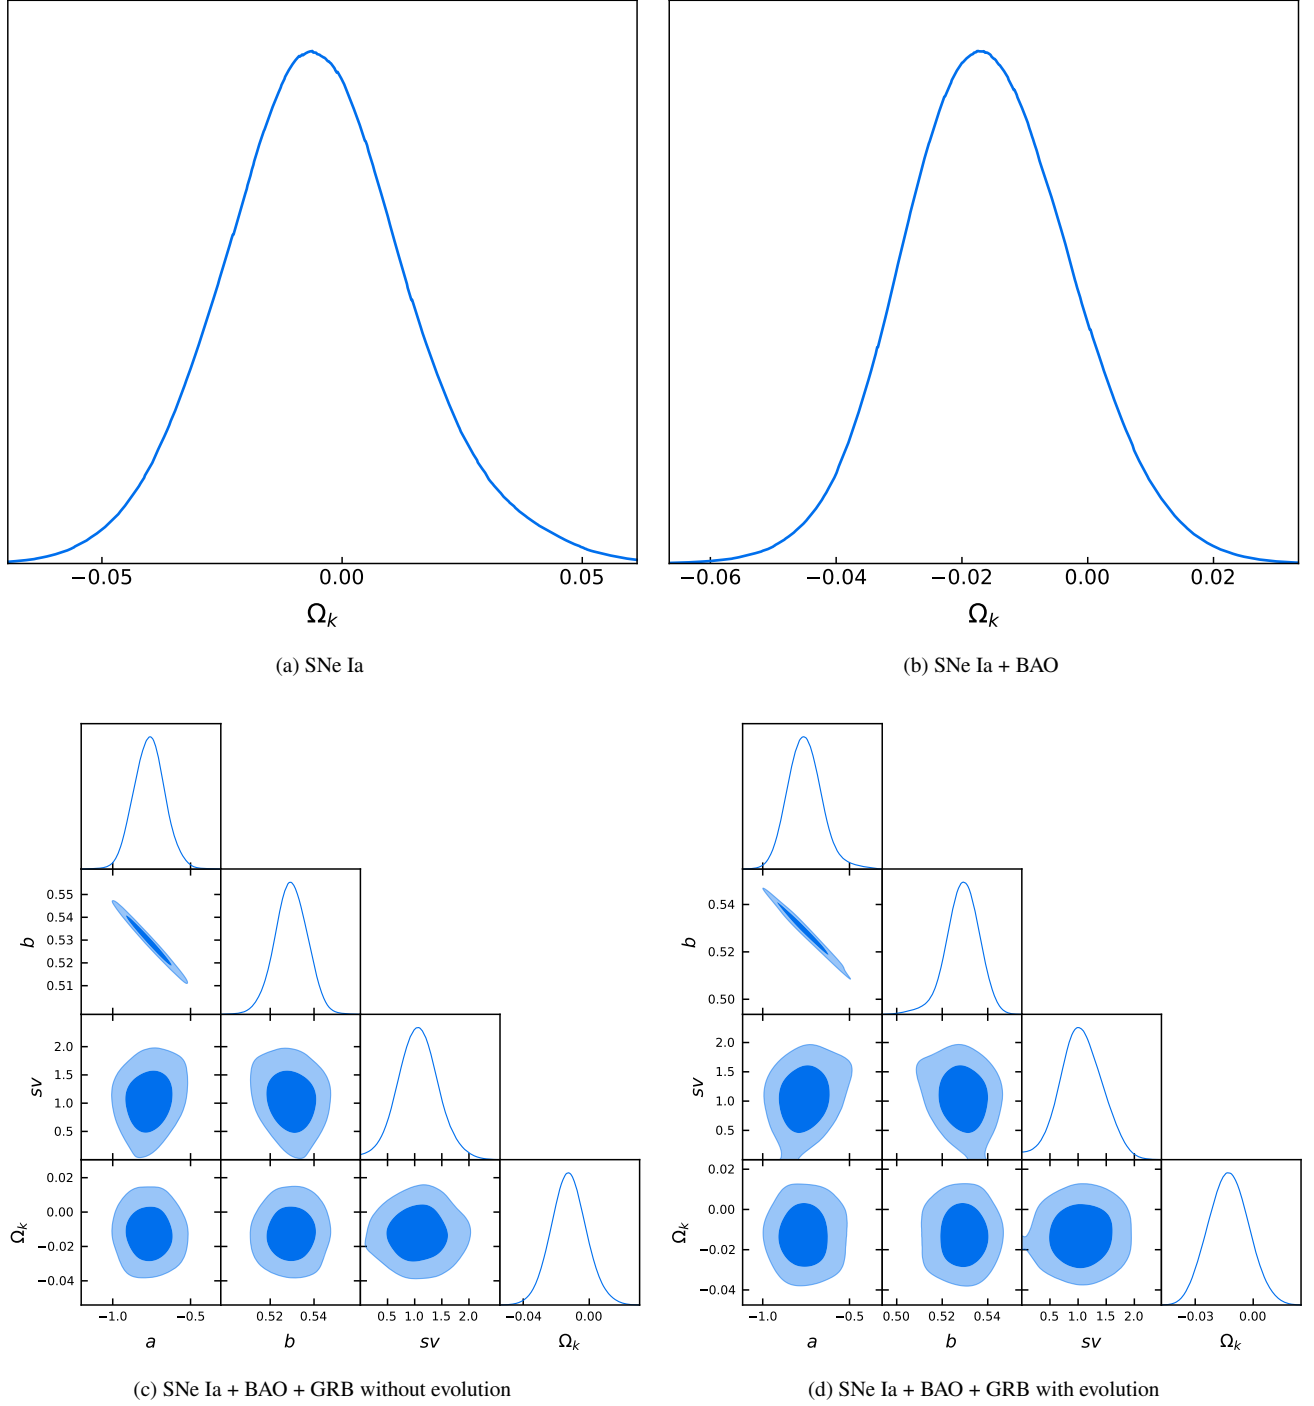 −0.05 0.00 0.05
Ω_k
(a) SNe Ia
−0.06 −0.04 −0.02 0.00 0.02
Ω_k
(b) SNe Ia + BAO
0.55
0.54
0.53
0.52
0.51
b
2.0
1.5
1.0
0.5
sv
0.02
0.00
−0.02
−0.04
Ω_k
−1.0 −0.5
a
0.52 0.54
b
0.5 1.0 1.5 2.0
sv
−0.04 0.00
Ω_k
(c) SNe Ia + BAO + GRB without evolution
0.54
0.52
0.50
b
2.0
1.5
1.0
0.5
sv
0.02
0.00
−0.02
−0.04
Ω_k
−1.0 −0.5
a
0.50 0.52 0.54
b
0.5 1.0 1.5 2.0
sv
−0.03 0.00
Ω_k
(d) SNe Ia + BAO + GRB with evolution